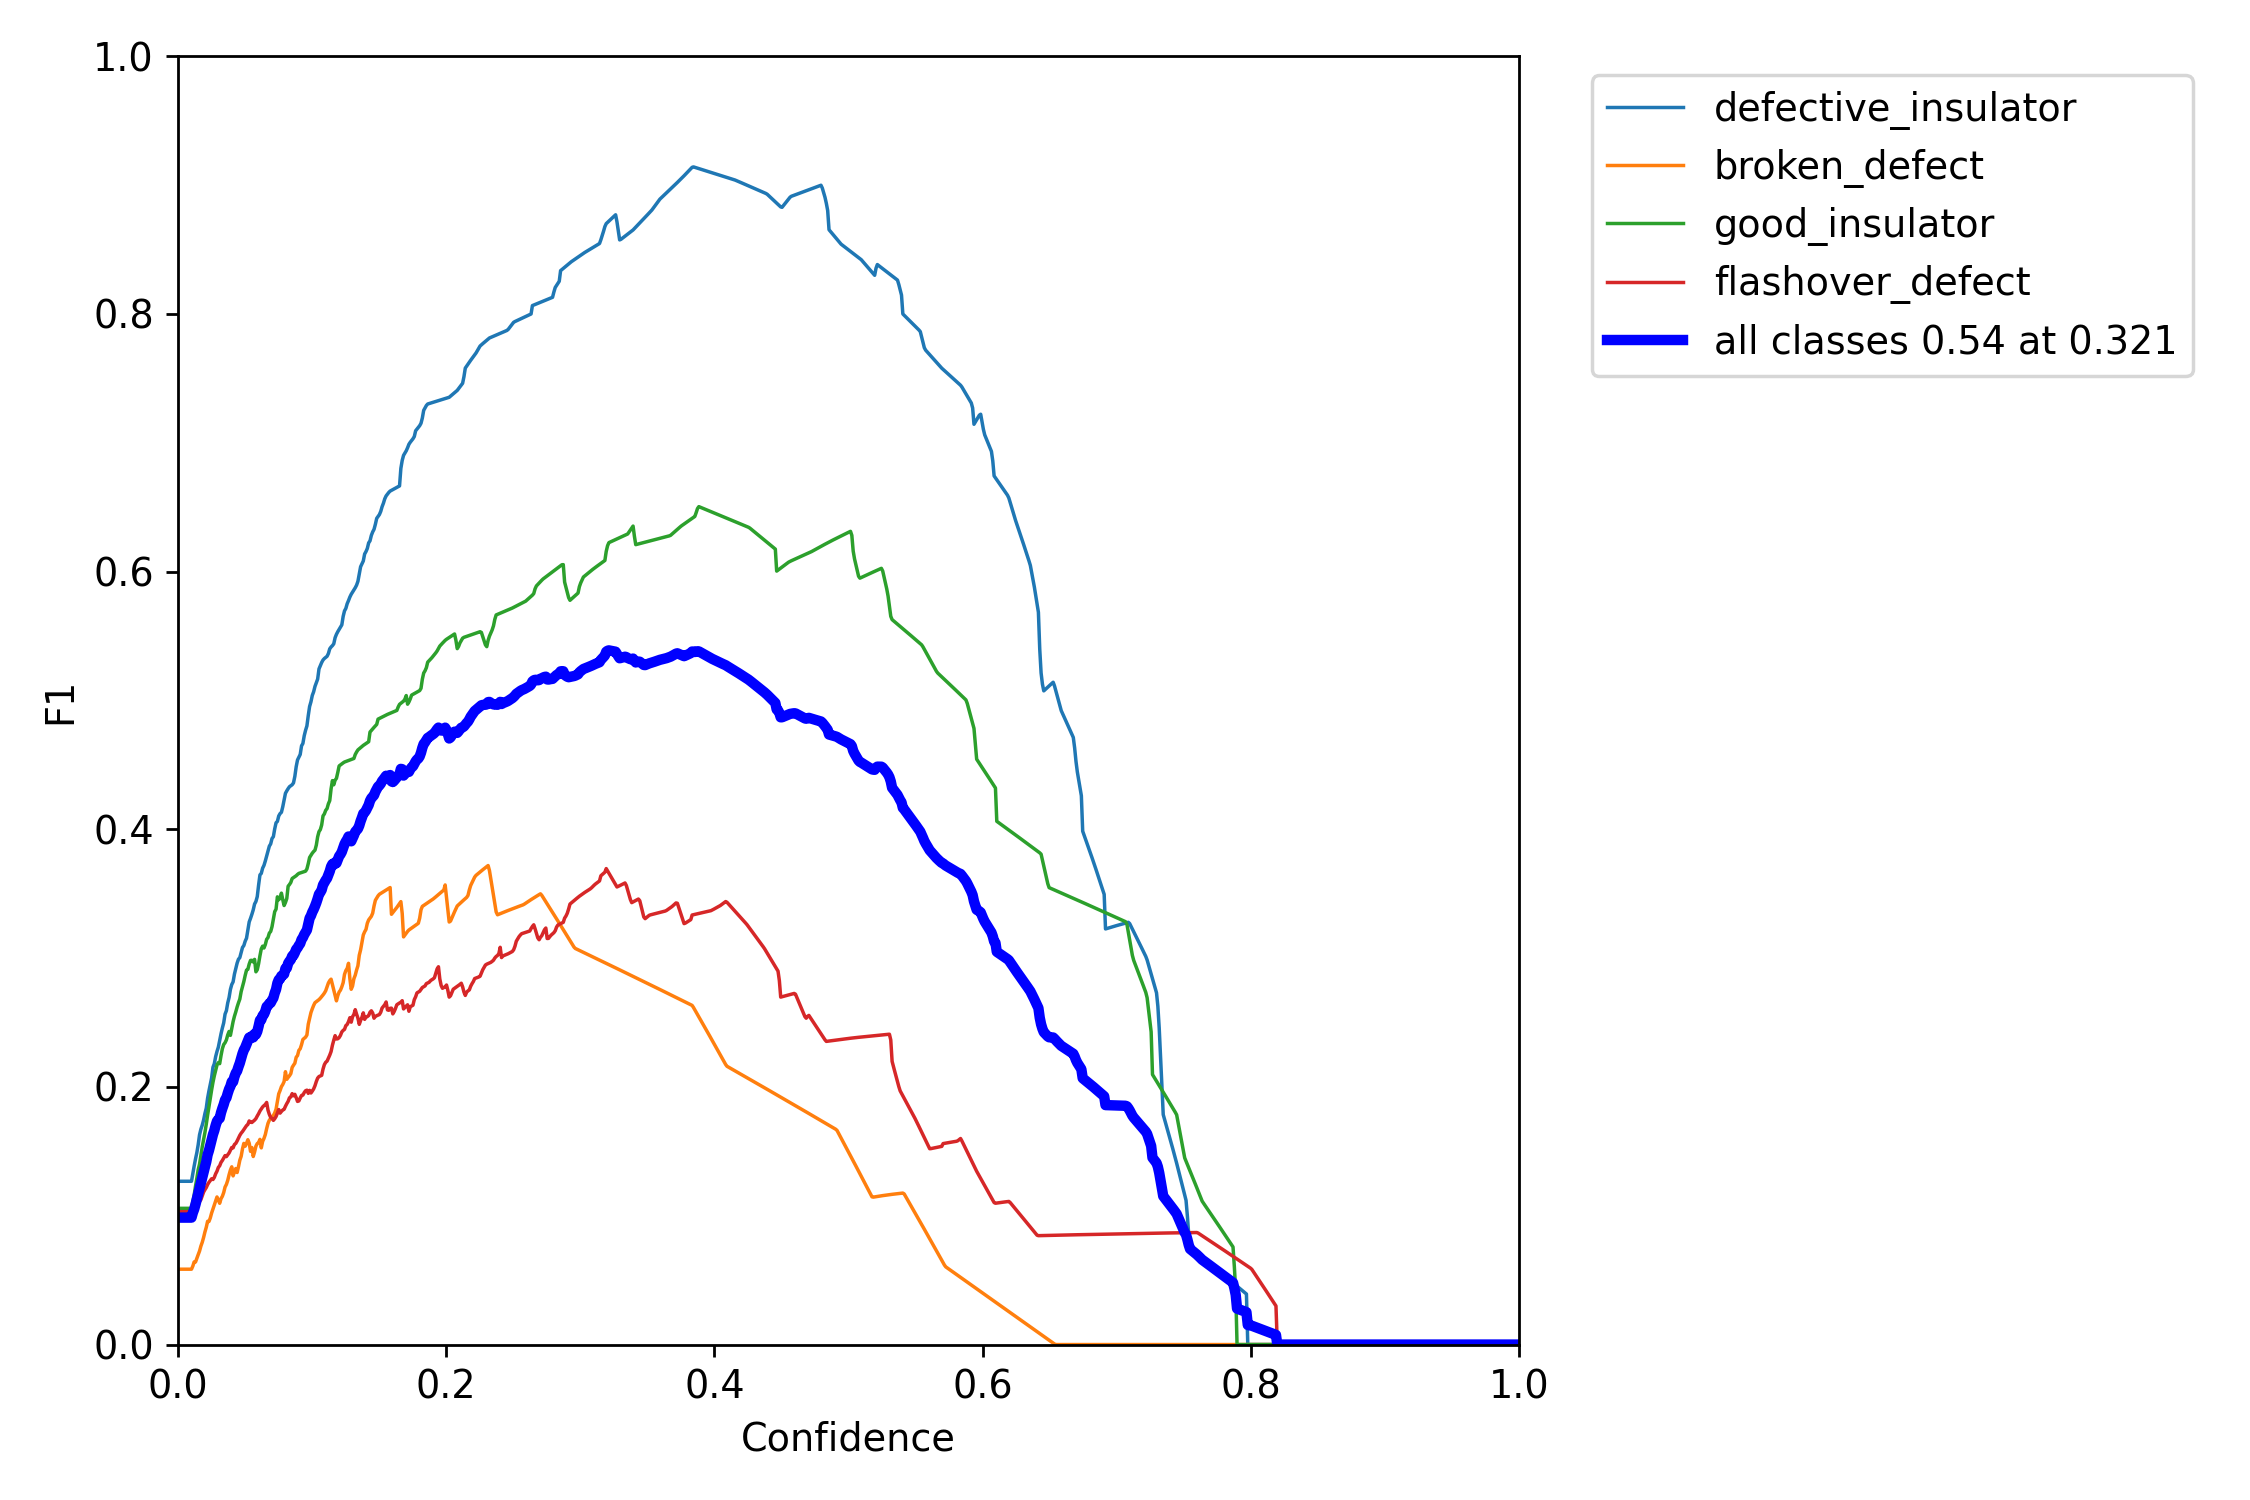 1.0
0.8
0.6
0.4
0.2
0.0
F1
0.0 0.2 0.4 0.6 0.8 1.0
Confidence
defective_insulator
broken_defect
good_insulator
flashover_defect
all classes 0.54 at 0.321